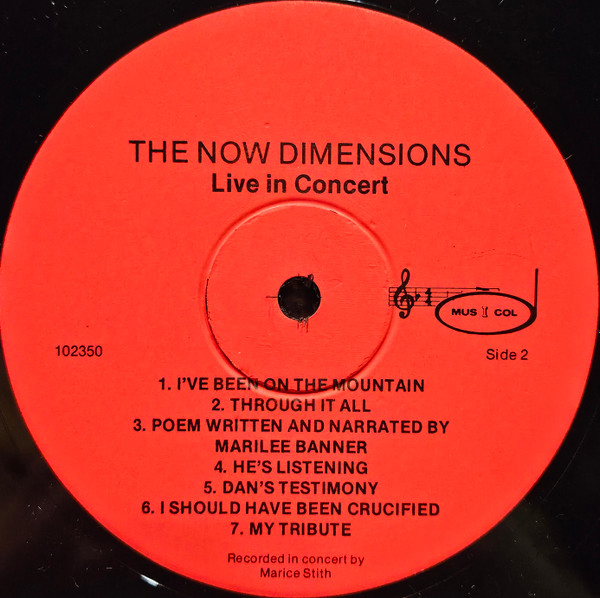 THE NOW DIMENSIONS
Live in Concert
MUS I COL
102350
Side 2
1. I'VE BEEN ON THE MOUNTAIN
2. THROUGH IT ALL
3. POEM WRITTEN AND NARRATED BY
MARILEE BANNER
4. HE'S LISTENING
5. DAN'S TESTIMONY
6. I SHOULD HAVE BEEN CRUCIFIED
7. MY TRIBUTE
Recorded in concert by
Marice Stith